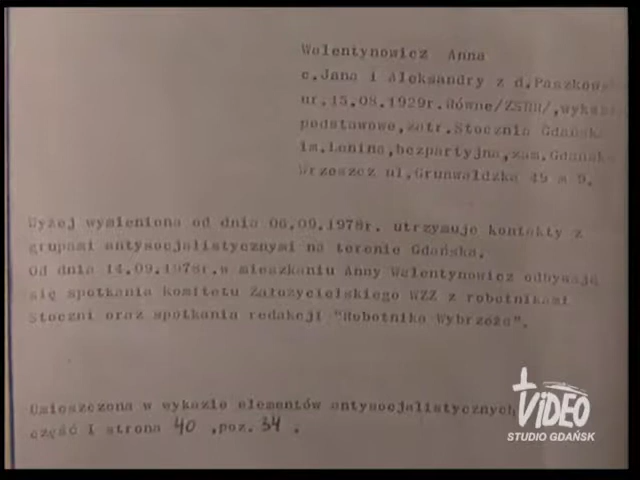 Walentynowicz Anna
c.Jana i Aleksandry z d.Paszkow
ur.15.08.1929r.Równe/ZSRR/,wyksz
podstawowe,zatr.Stocznia Gdańsk
im.Lenina,bezpartyjna,zam.Gdańsk
Wrzeszcz ul.Grunwaldzka 49 m 9.
Wyżej wymieniona od dnia 06.09.1978r. utrzymuje kontakty z
grupami antysocjalistycznymi na terenie Gdańska.
Od dnia 14.09.1978r.w mieszkaniu Anny Walentynowicz odbywają
się spotkania Komitetu Założycielskiego WZZ z robotnikami
Stoczni oraz spotkania redakcji "Robotnika Wybrzeża".
Umieszczona w wykazie elementów antysocjalistycznych
część I strona 40 ,poz.34 .
VIDEO
STUDIO GDAŃSK